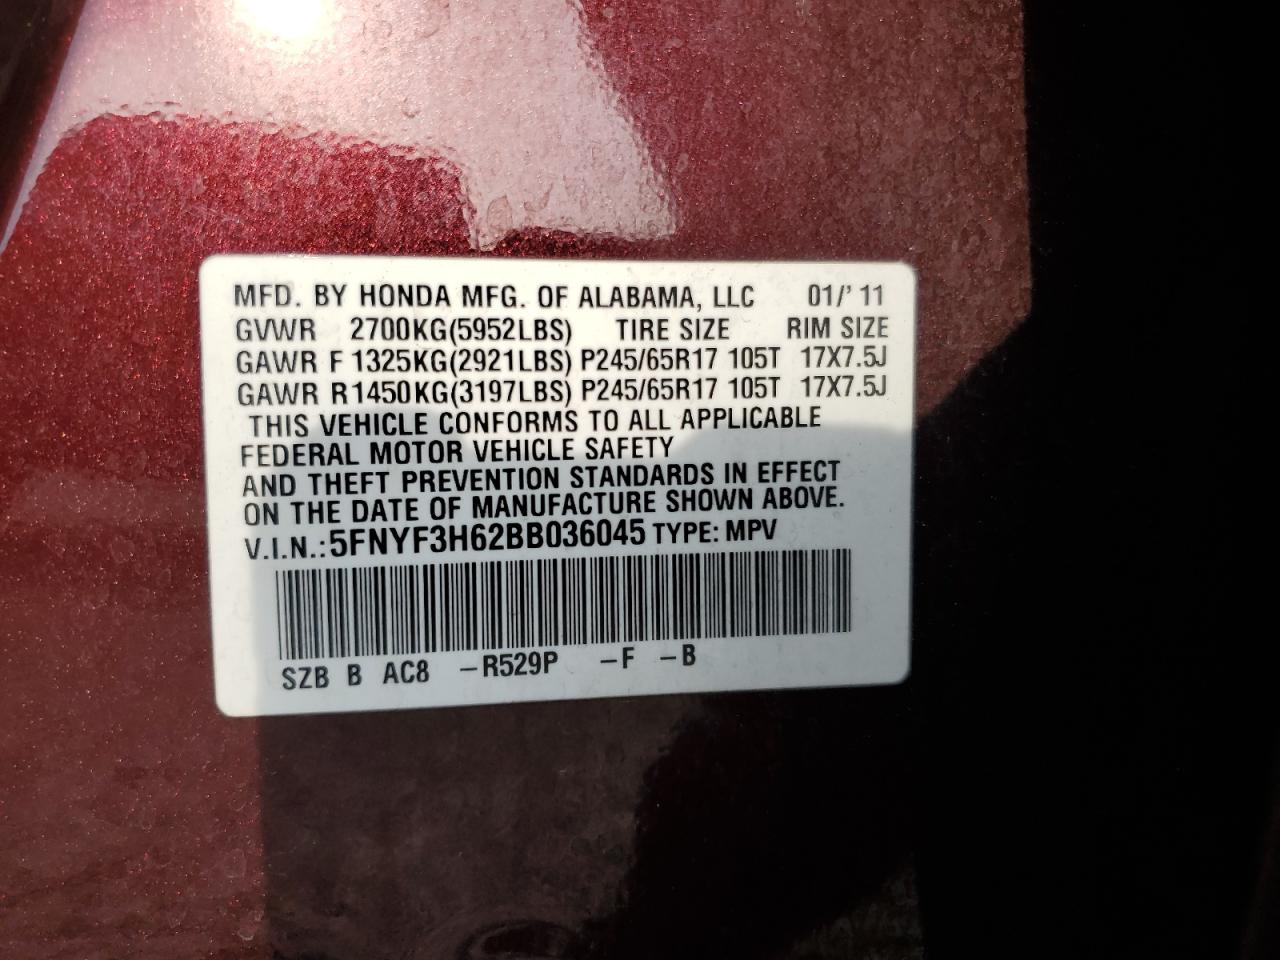 MFD. BY HONDA MFG. OF ALABAMA, LLC 01/' 11
GVWR 2700KG(5952LBS) TIRE SIZE RIM SIZE
GAWR F 1325KG(2921LBS) P245/65R17 105T 17X7.5J
GAWR R1450KG(3197LBS) P245/65R17 105T 17X7.5J
THIS VEHICLE CONFORMS TO ALL APPLICABLE
FEDERAL MOTOR VEHICLE SAFETY
AND THEFT PREVENTION STANDARDS IN EFFECT
ON THE DATE OF MANUFACTURE SHOWN ABOVE.
V.I.N.: 5FNYF3H62BB036045 TYPE: MPV
SZB B AC8 –R529P –F –B